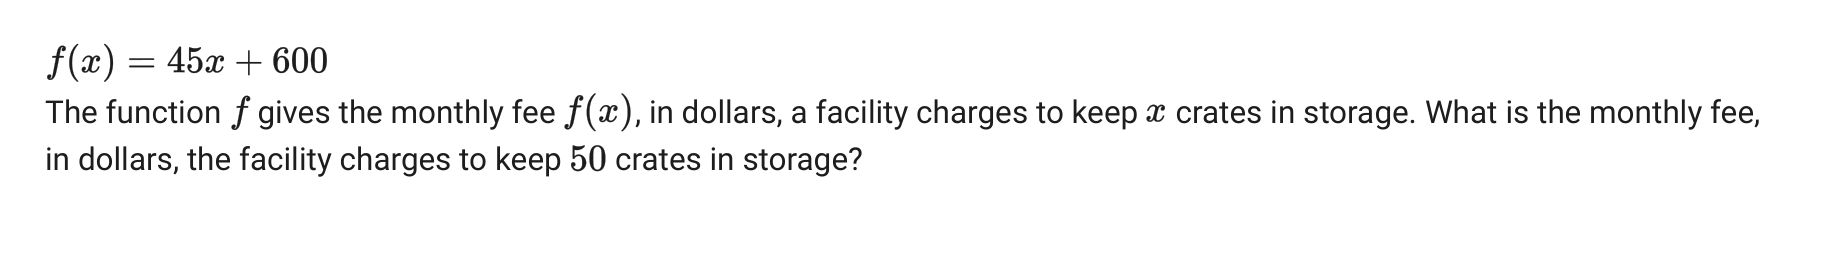 f(x) = 45x + 600
The function f gives the monthly fee f(x), in dollars, a facility charges to keep x crates in storage. What is the monthly fee,
in dollars, the facility charges to keep 50 crates in storage?